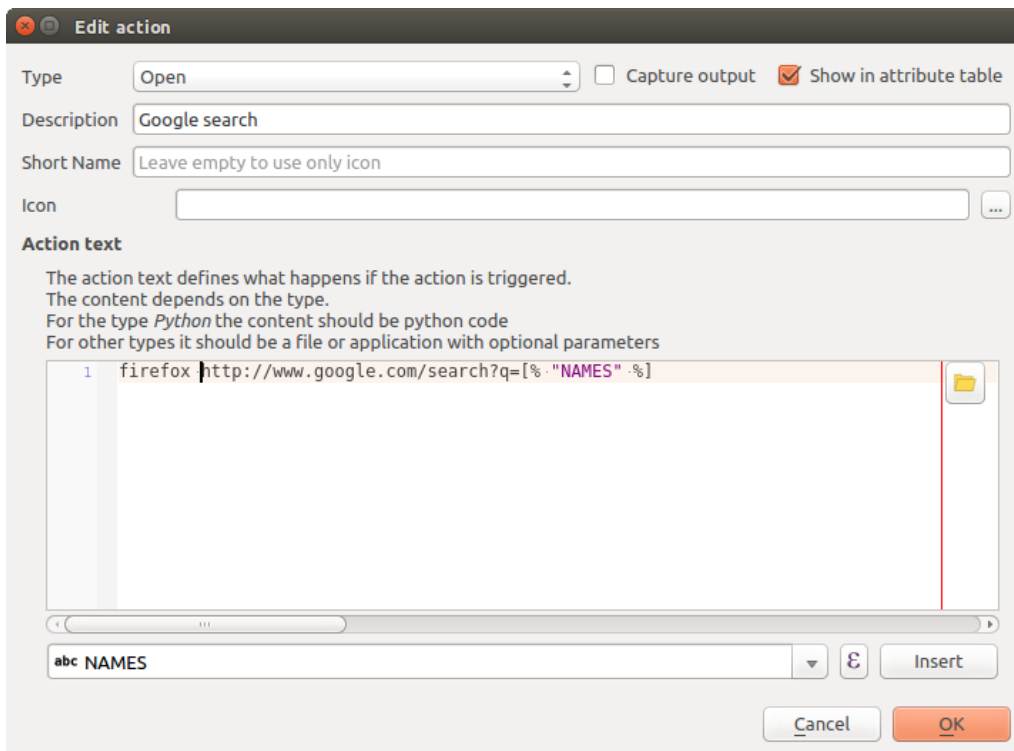 Edit action
Type Open Capture output Show in attribute table
Description Google search
Short Name Leave empty to use only icon
Icon ...
Action text
The action text defines what happens if the action is triggered.
The content depends on the type.
For the type Python the content should be python code
For other types it should be a file or application with optional parameters
1 firefox http://www.google.com/search?q=[% "NAMES" %]
abc NAMES ε Insert
Cancel OK